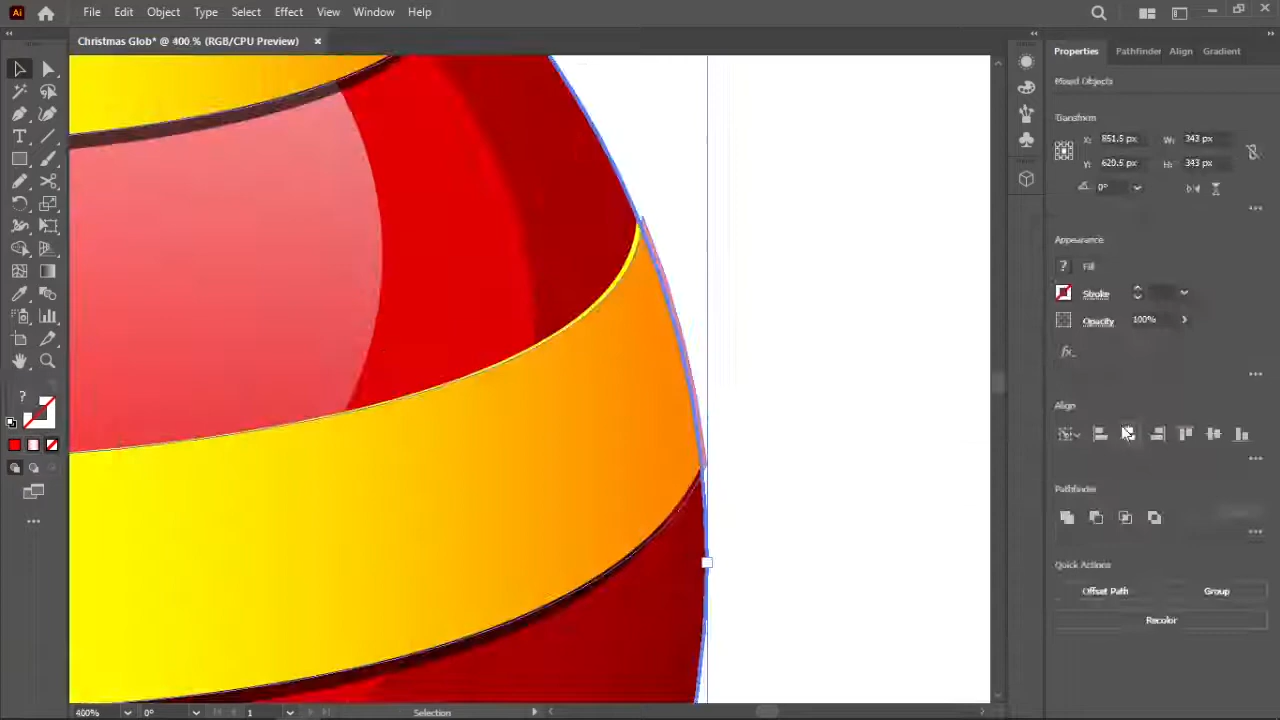 Ai File Edit Object Type Select Effect View Window Help
Christmas Glob* @ 400 % (RGB/CPU Preview)
Properties Pathfinder Align Gradient
Mixed Objects
Transform
X: 851.5 px W: 343 px
Y: 629.5 px H: 343 px
0°
Appearance
? Fill
Stroke
Opacity 100%
fx.
Align
Pathfinder
Quick Actions
Offset Path Group
Recolor
?
400% 0° 1 Selection